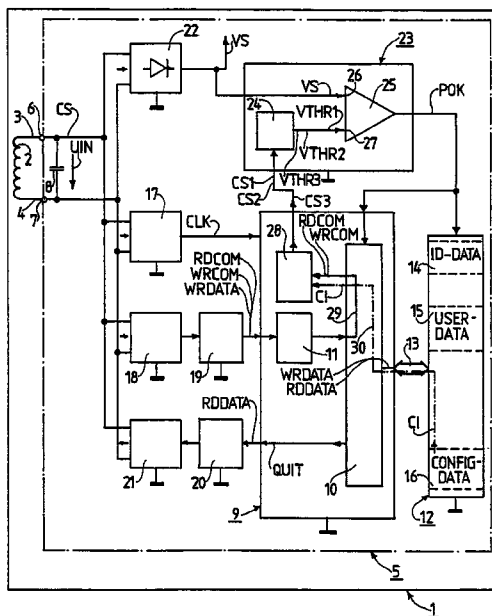 22
VS
23
VS
26
25
POK
24
VTHR1
VTHR2
27
VTHR3
3
6
CS
UIN
2
8
4
7
CS1
CS2
CS3
17
CLK
RDCOM
WRCOM
28
ID-DATA
14
RDCOM
WRCOM
WRDATA
CI
29
15
USER-
DATA
30
13
18
19
11
WRDATA
RDDATA
CI
RDDATA
21
20
QUIT
10
CONFIG-
DATA
16
9
12
5
1